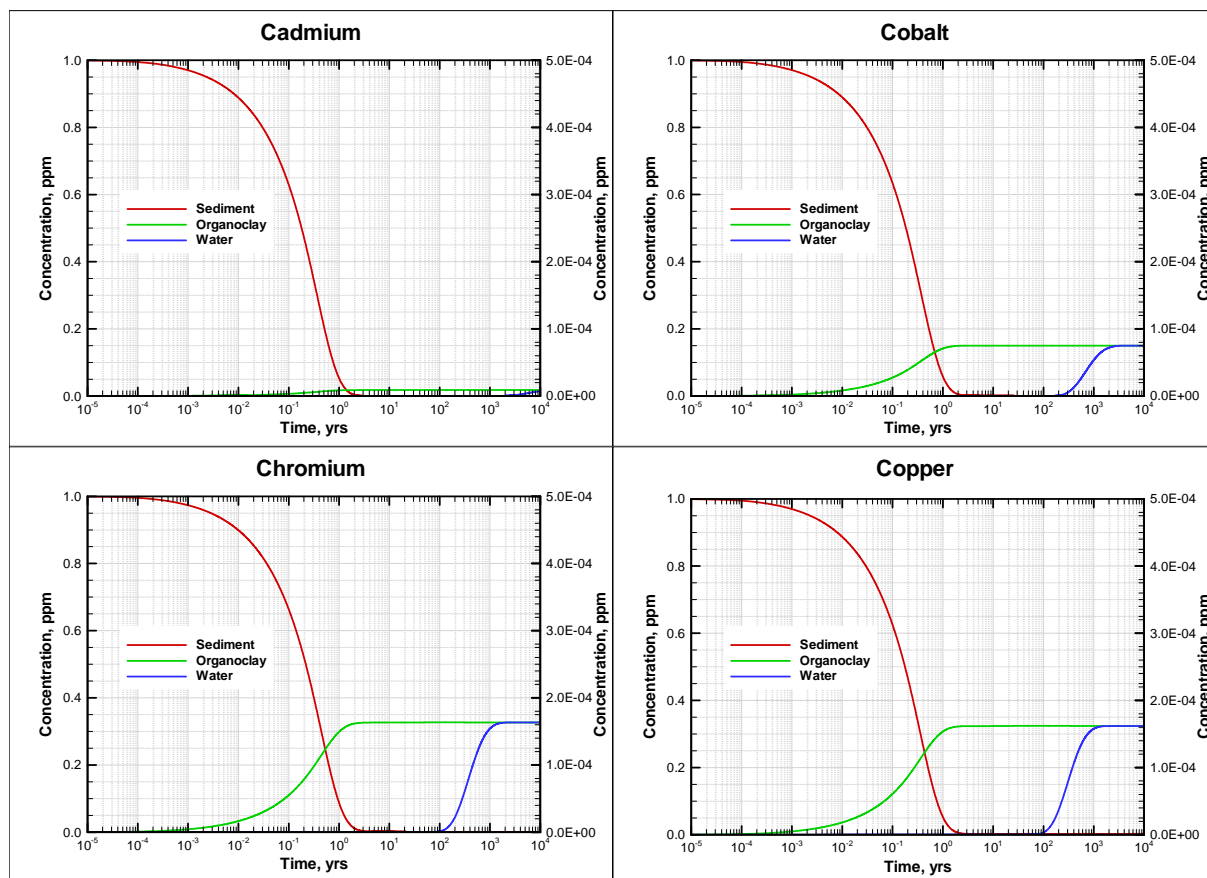 Cadmium
1.0
0.8
0.6
0.4
0.2
0.0
Concentration, ppm
Sediment
Organoclay
Water
5.0E-04
4.0E-04
3.0E-04
2.0E-04
1.0E-04
0.0E+00
Concentration, ppm
10-5 10-4 10-3 10-2 10-1 100 101 102 103 104
Time, yrs
Cobalt
1.0
0.8
0.6
0.4
0.2
0.0
Concentration, ppm
Sediment
Organoclay
Water
5.0E-04
4.0E-04
3.0E-04
2.0E-04
1.0E-04
0.0E+00
Concentration, ppm
10-5 10-4 10-3 10-2 10-1 100 101 102 103 104
Time, yrs
Chromium
1.0
0.8
0.6
0.4
0.2
0.0
Concentration, ppm
Sediment
Organoclay
Water
5.0E-04
4.0E-04
3.0E-04
2.0E-04
1.0E-04
0.0E+00
Concentration, ppm
10-5 10-4 10-3 10-2 10-1 100 101 102 103 104
Time, yrs
Copper
1.0
0.8
0.6
0.4
0.2
0.0
Concentration, ppm
Sediment
Organoclay
Water
5.0E-04
4.0E-04
3.0E-04
2.0E-04
1.0E-04
0.0E+00
Concentration, ppm
10-5 10-4 10-3 10-2 10-1 100 101 102 103 104
Time, yrs